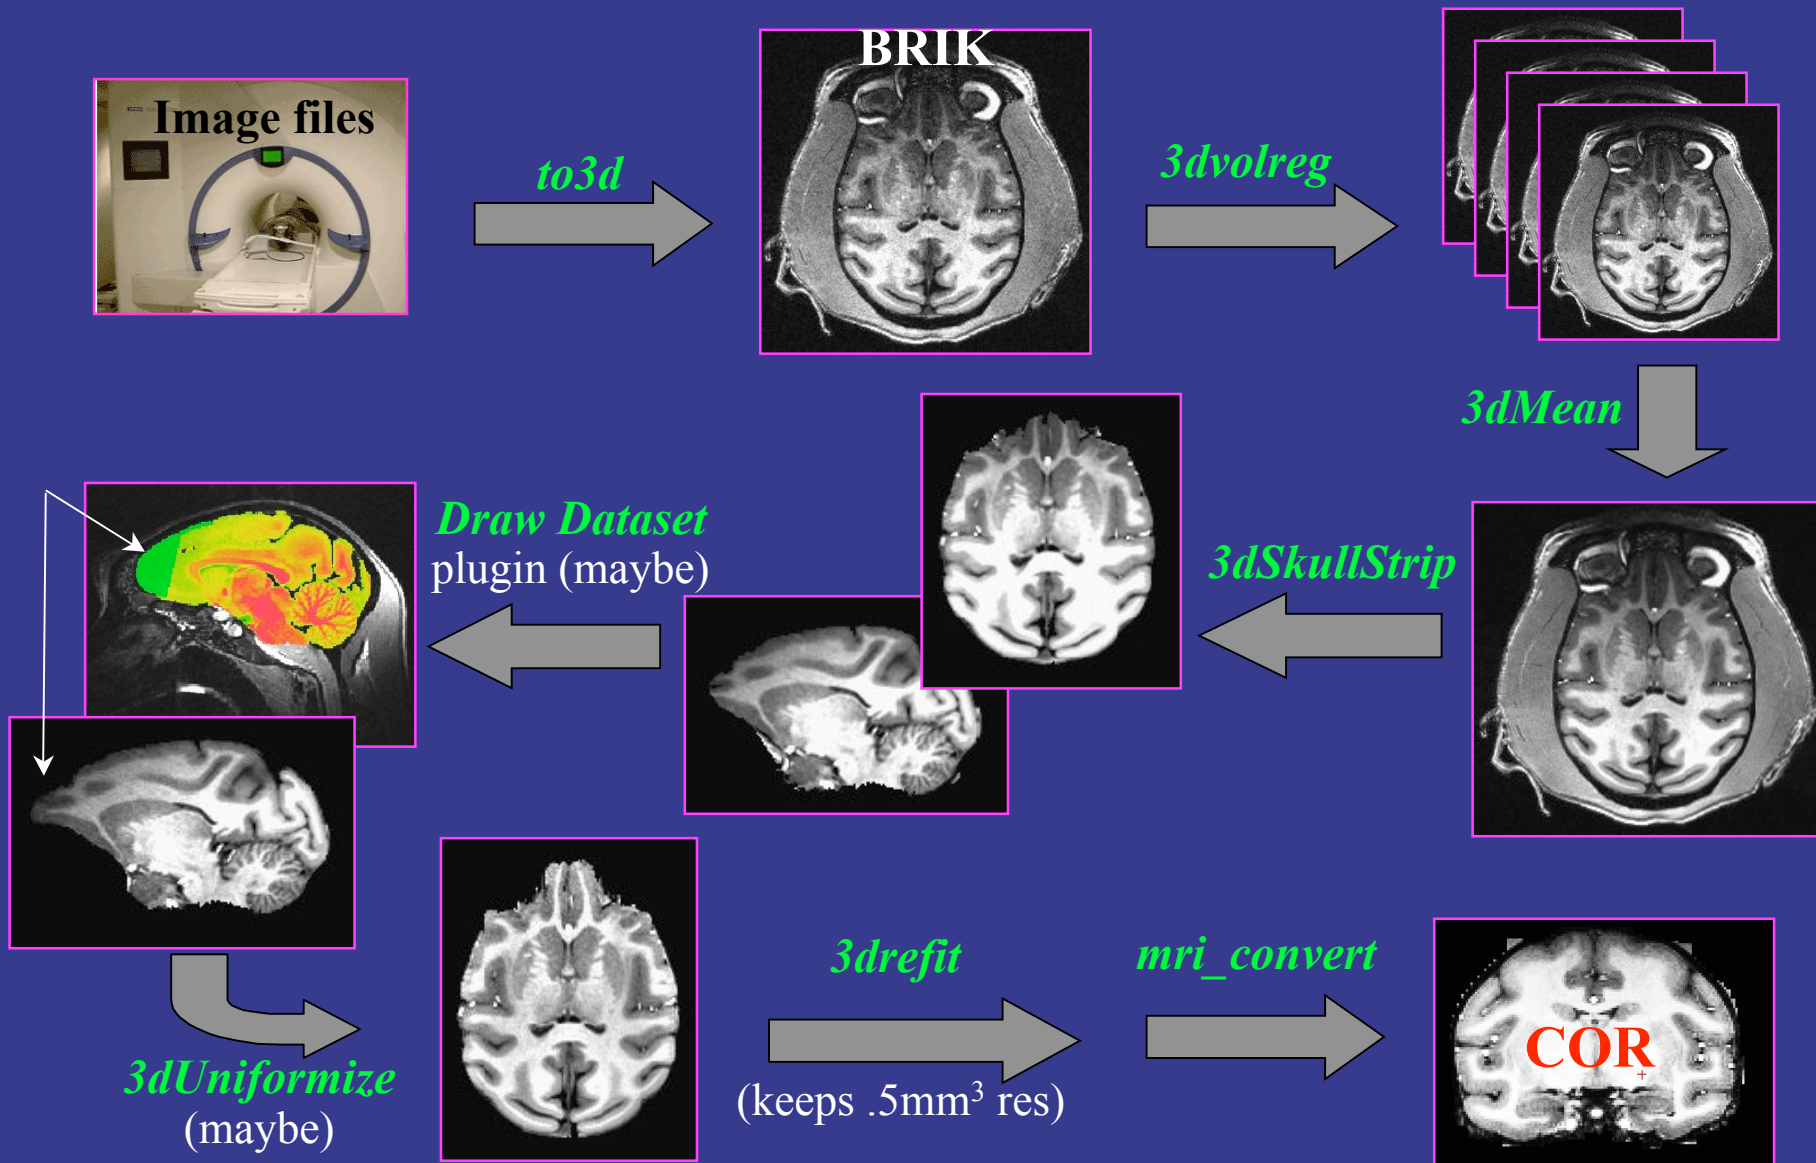 Image files
to3d
BRIK
3dvolreg
3dMean
3dSkullStrip
Draw Dataset
plugin (maybe)
3dUniformize
(maybe)
3drefit
(keeps .5mm³ res)
mri_convert
COR